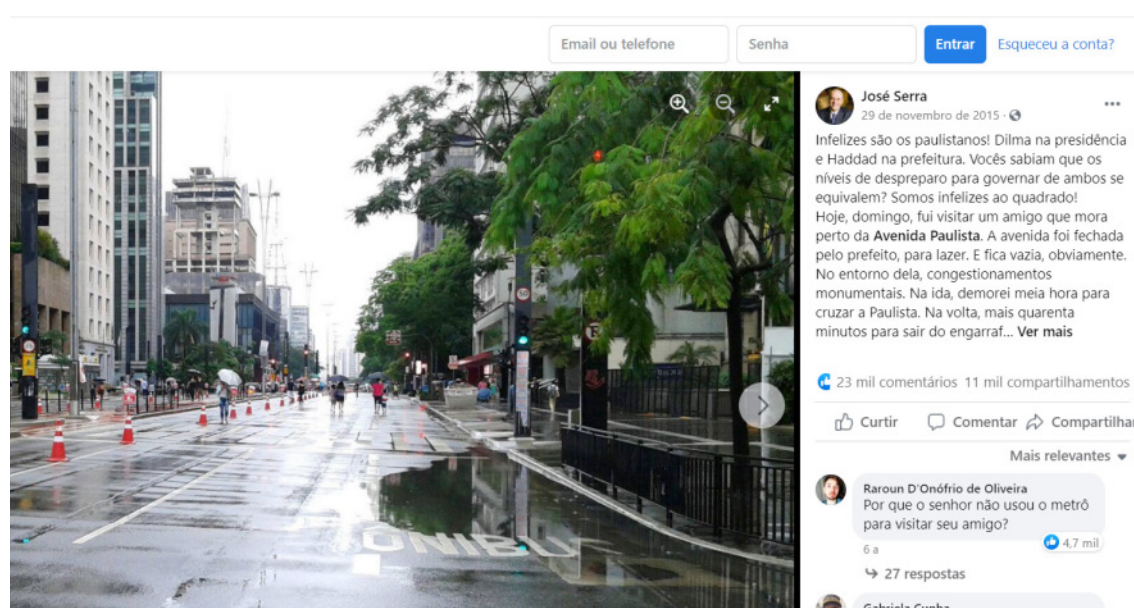 Email ou telefone
Senha
Entrar
Esqueceu a conta?
José Serra
29 de novembro de 2015 ·
Infelizes são os paulistanos! Dilma na presidência
e Haddad na prefeitura. Vocês sabiam que os
níveis de despreparo para governar de ambos se
equivalem? Somos infelizes ao quadrado!
Hoje, domingo, fui visitar um amigo que mora
perto da Avenida Paulista. A avenida foi fechada
pelo prefeito, para lazer. E fica vazia, obviamente.
No entorno dela, congestionamentos
monumentais. Na ida, demorei meia hora para
cruzar a Paulista. Na volta, mais quarenta
minutos para sair do engarraf... Ver mais
23 mil comentários 11 mil compartilhamentos
Curtir
Comentar
Compartilhar
Mais relevantes
Raroun D'Onófrio de Oliveira
Por que o senhor não usou o metrô
para visitar seu amigo?
4,7 mil
6 a
27 respostas
Gabriela Cunha
50
ÔNIBU